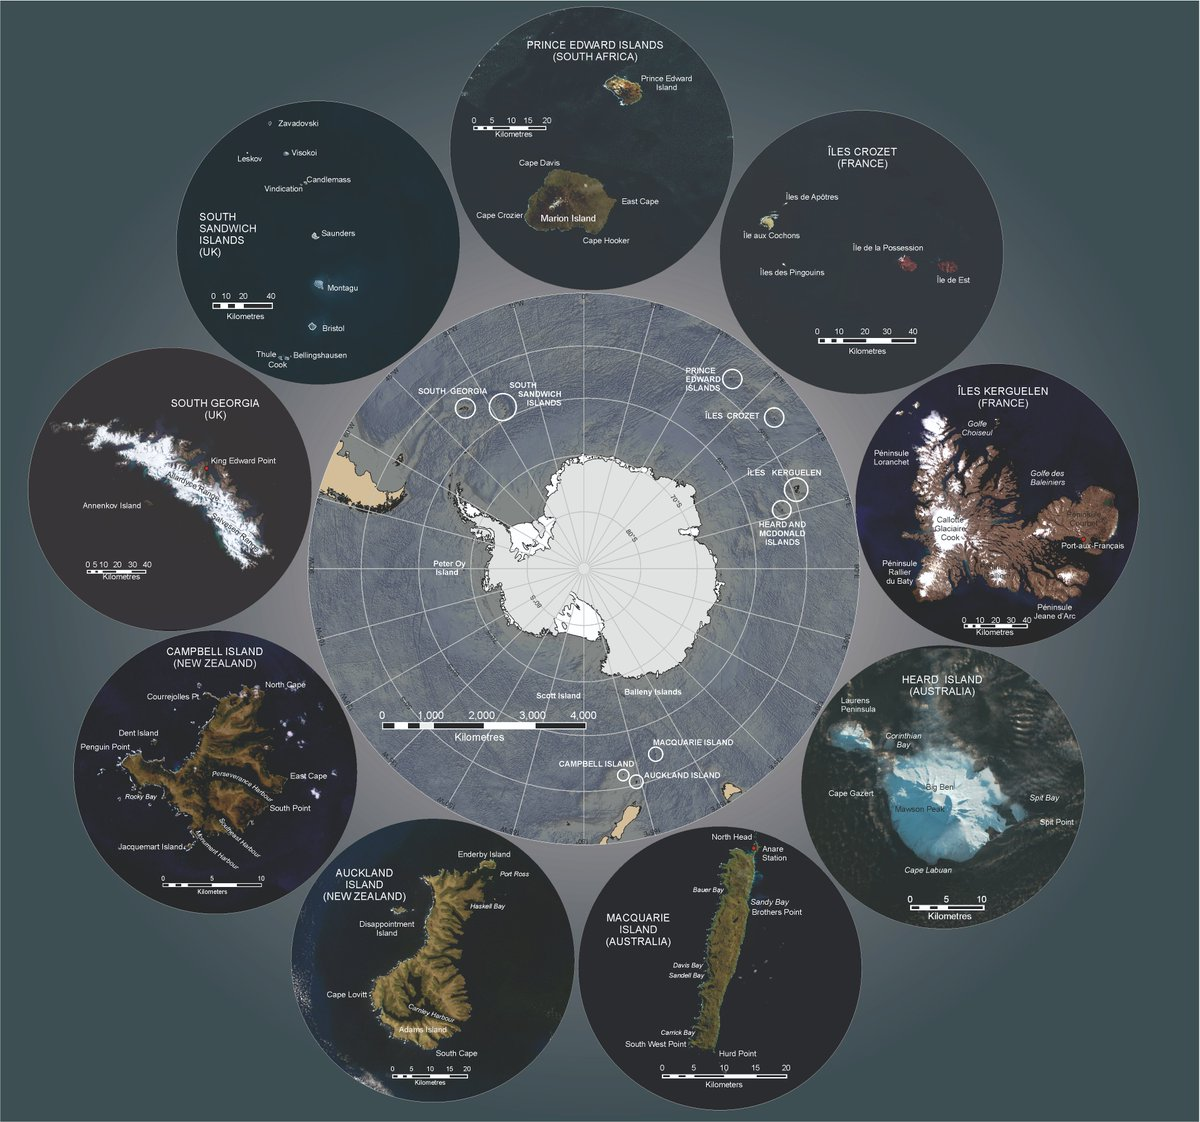 PRINCE EDWARD ISLANDS
(SOUTH AFRICA)
Prince Edward
Island
0 5 10 15 20
Kilometres
Cape Davis
East Cape
Cape Crozier
Marion Island
Cape Hooker
ÎLES CROZET
(FRANCE)
Îles de Apôtres
Île aux Cochons
Île de la Possession
Îles des Pingouins
Île de Est
0 10 20 30 40
Kilometres
ÎLES KERGUELEN
(FRANCE)
Golfe
Choiseul
Péninsule
Loranchet
Golfe des
Baleiniers
Péninsule
Courbet
Callotte
Glaciaire
Cook
Port-aux-Français
Péninsule
Rallier
du Baty
Péninsule
Jeane d'Arc
0 10 20 30 40
Kilometres
HEARD ISLAND
(AUSTRALIA)
Laurens
Peninsula
Corinthian
Bay
Big Ben
Cape Gazert
Mawson Peak
Spit Bay
Spit Point
Cape Labuan
0 5 10
Kilometres
MACQUARIE
ISLAND
(AUSTRALIA)
North Head
Anare
Station
Bauer Bay
Sandy Bay
Brothers Point
Davis Bay
Sandell Bay
Carrick Bay
South West Point
Hurd Point
0 5 10 15 20
Kilometers
AUCKLAND
ISLAND
(NEW ZEALAND)
Enderby Island
Port Ross
Haskell Bay
Disappointment
Island
Cape Lovitt
Carnley Harbour
Adams Island
South Cape
0 5 10 15 20
Kilometres
CAMPBELL ISLAND
(NEW ZEALAND)
North Cape
Courrejolles Pt.
Dent Island
Penguin Point
Perseverance Harbour
East Cape
Rocky Bay
South Point
Southeast Harbour
Monument Harbour
Jacquemart Island
0 5 10
Kilometers
SOUTH GEORGIA
(UK)
King Edward Point
Allardyce Range
Annenkov Island
Salvesed Range
0 5 10 20 30 40
Kilometres
SOUTH
SANDWICH
ISLANDS
(UK)
Zavadovski
Leskov
Visokoi
Candlemass
Vindication
Saunders
Montagu
Bristol
Thule
Cook
Bellingshausen
0 10 20 40
Kilometres
SOUTH GEORGIA
SOUTH
SANDWICH
ISLANDS
PRINCE
EDWARD
ISLANDS
ÎLES CROZET
ÎLES KERGUELEN
HEARD AND
MCDONALD
ISLANDS
70°S
80°S
Peter Oy
Island
Scott Island
Balleny Islands
0 1,000 2,000 3,000 4,000
Kilometres
MACQUARIE ISLAND
CAMPBELL ISLAND
AUCKLAND ISLAND